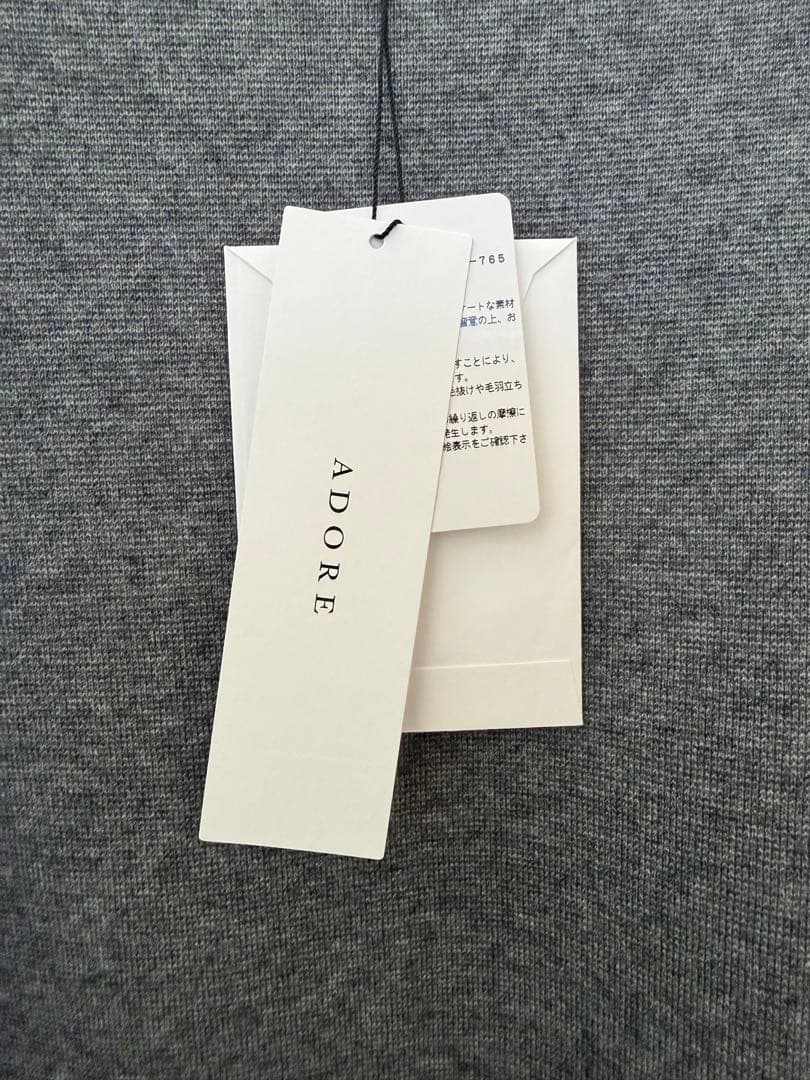 ADORE
-765
ートな素材
留意の上、お
すことにより、
す。
毛抜けや毛羽立ち
繰り返しの摩擦に
発生します。
絵表示をご確認下さ